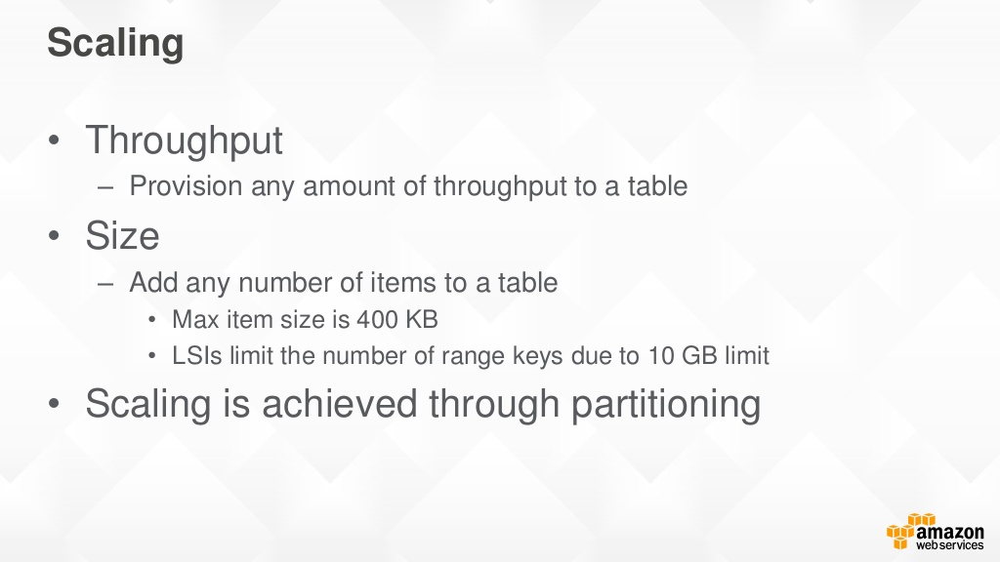 Scaling
• Throughput
– Provision any amount of throughput to a table
• Size
– Add any number of items to a table
• Max item size is 400 KB
• LSIs limit the number of range keys due to 10 GB limit
• Scaling is achieved through partitioning
amazon
web services